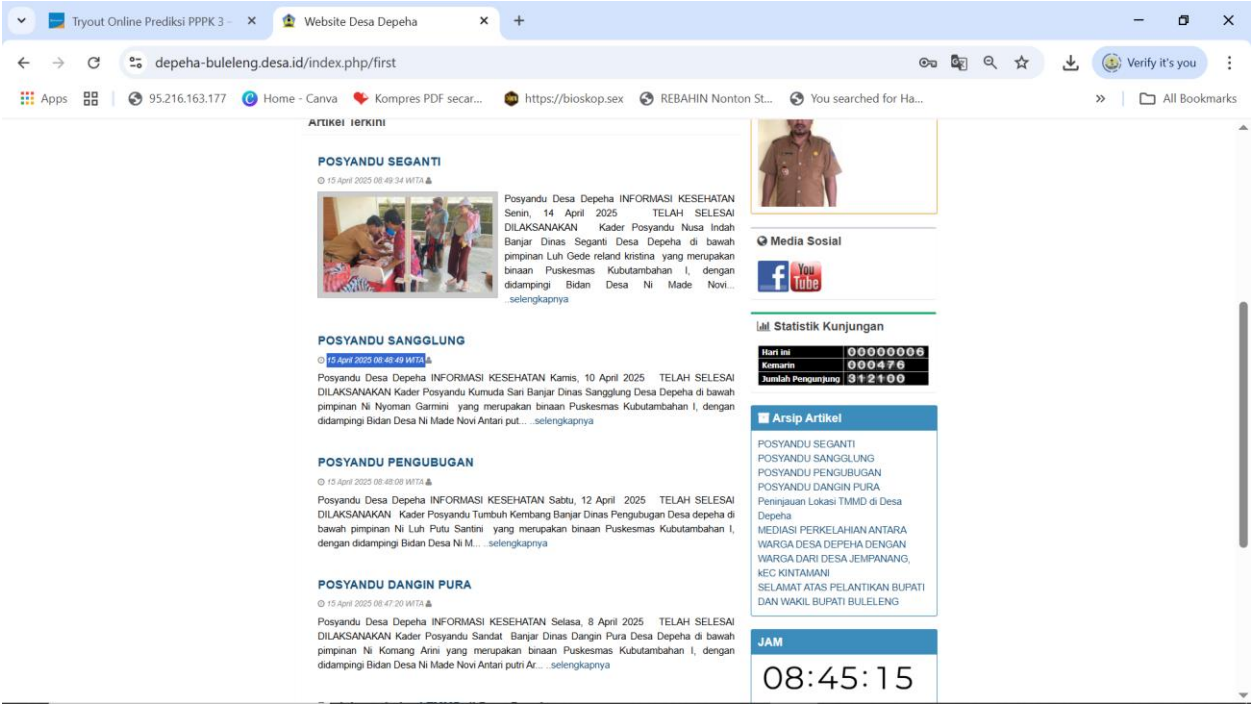 Tryout Online Prediksi PPPK 3 -
Website Desa Depeha
depeha-buleleng.desa.id/index.php/first
Verify it's you
Apps
95.216.163.177
Home - Canva
Kompres PDF secar...
https://bioskop.sex
REBAHIN Nonton St...
You searched for Ha...
»
All Bookmarks
Artikel Terkini
POSYANDU SEGANTI
15 April 2025 08:49:34 WITA
Posyandu Desa Depeha INFORMASI KESEHATAN
Senin, 14 April 2025 TELAH SELESAI
DILAKSANAKAN Kader Posyandu Nusa Indah
Banjar Dinas Seganti Desa Depeha di bawah
pimpinan Luh Gede reland kristina yang merupakan
binaan Puskesmas Kubutambahan I, dengan
didampingi Bidan Desa Ni Made Novi...
..selengkapnya
POSYANDU SANGGLUNG
15 April 2025 08:48:49 WITA
Posyandu Desa Depeha INFORMASI KESEHATAN Kamis, 10 April 2025 TELAH SELESAI
DILAKSANAKAN Kader Posyandu Kumuda Sari Banjar Dinas Sangglung Desa Depeha di bawah
pimpinan Ni Nyoman Garmini yang merupakan binaan Puskesmas Kubutambahan I, dengan
didampingi Bidan Desa Ni Made Novi Antari put... ..selengkapnya
POSYANDU PENGUBUGAN
15 April 2025 08:48:08 WITA
Posyandu Desa Depeha INFORMASI KESEHATAN Sabtu, 12 April 2025 TELAH SELESAI
DILAKSANAKAN Kader Posyandu Tumbuh Kembang Banjar Dinas Pengubugan Desa depeha di
bawah pimpinan Ni Luh Putu Santini yang merupakan binaan Puskesmas Kubutambahan I,
dengan didampingi Bidan Desa Ni M... ..selengkapnya
POSYANDU DANGIN PURA
15 April 2025 08:47:20 WITA
Posyandu Desa Depeha INFORMASI KESEHATAN Selasa, 8 April 2025 TELAH SELESAI
DILAKSANAKAN Kader Posyandu Sandat Banjar Dinas Dangin Pura Desa Depeha di bawah
pimpinan Ni Komang Arini yang merupakan binaan Puskesmas Kubutambahan I, dengan
didampingi Bidan Desa Ni Made Novi Antari putri Ar... ..selengkapnya
Media Sosial
f
You
Tube
Statistik Kunjungan
Hari ini 00000006
Kemarin 000476
Jumlah Pengunjung 312100
Arsip Artikel
POSYANDU SEGANTI
POSYANDU SANGGLUNG
POSYANDU PENGUBUGAN
POSYANDU DANGIN PURA
Peninjauan Lokasi TMMD di Desa
Depeha
MEDIASI PERKELAHIAN ANTARA
WARGA DESA DEPEHA DENGAN
WARGA DARI DESA JEMPANANG,
kEC KINTAMANI
SELAMAT ATAS PELANTIKAN BUPATI
DAN WAKIL BUPATI BULELENG
JAM
08:45:15